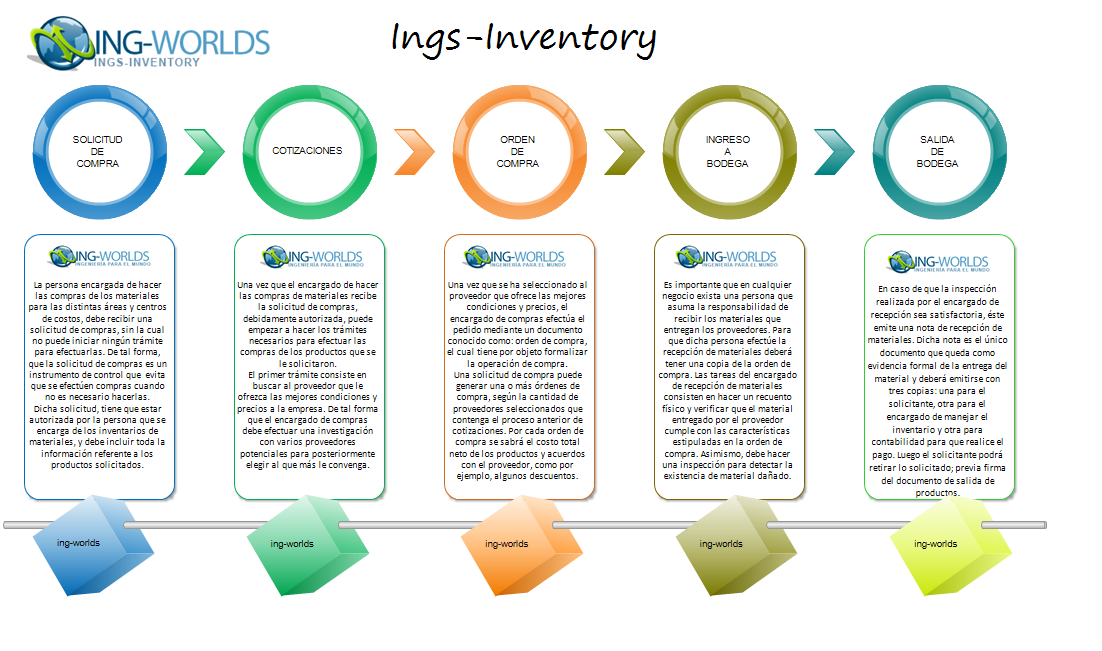 ING-WORLDS
INGS-INVENTORY
Ings-Inventory
SOLICITUD
DE
COMPRA
COTIZACIONES
ORDEN
DE
COMPRA
INGRESO
A
BODEGA
SALIDA
DE
BODEGA
ING-WORLDS
INGENIERÍA PARA EL MUNDO
La persona encargada de hacer
las compras de los materiales
para las distintas áreas y centros
de costos, debe recibir una
solicitud de compras, sin la cual
no puede iniciar ningún trámite
para efectuarlas. De tal forma,
que la solicitud de compras es un
instrumento de control que evita
que se efectúen compras cuando
no es necesario hacerlas.
Dicha solicitud, tiene que estar
autorizada por la persona que se
encarga de los inventarios de
materiales, y debe incluir toda la
información referente a los
productos solicitados.
ING-WORLDS
INGENIERÍA PARA EL MUNDO
Una vez que el encargado de hacer
las compras de materiales recibe
la solicitud de compras,
debidamente autorizada, puede
empezar a hacer los trámites
necesarios para efectuar las
compras de los productos que se
le solicitaron.
El primer trámite consiste en
buscar al proveedor que le
ofrezca las mejores condiciones y
precios a la empresa. De tal forma
que el encargado de compras
debe efectuar una investigación
con varios proveedores
potenciales para posteriormente
elegir al que más le convenga.
ING-WORLDS
INGENIERÍA PARA EL MUNDO
Una vez que se ha seleccionado al
proveedor que ofrece las mejores
condiciones y precios, el
encargado de compras efectúa el
pedido mediante un documento
conocido como: orden de compra,
el cual tiene por objeto formalizar
la operación de compra.
Una solicitud de compra puede
generar una o más órdenes de
compra, según la cantidad de
proveedores seleccionados que
contenga el proceso anterior de
cotizaciones. Por cada orden de
compra se sabrá el costo total
neto de los productos y acuerdos
con el proveedor, como por
ejemplo, algunos descuentos.
ING-WORLDS
INGENIERÍA PARA EL MUNDO
Es importante que en cualquier
negocio exista una persona que
asuma la responsabilidad de
recibir los materiales que
entregan los proveedores. Para
que dicha persona efectúe la
recepción de materiales deberá
tener una copia de la orden de
compra. Las tareas del encargado
de recepción de materiales
consisten en hacer un recuento
físico y verificar que el material
entregado por el proveedor
cumple con las características
estipuladas en la orden de
compra. Asimismo, debe hacer
una inspección para detectar la
existencia de material dañado.
ING-WORLDS
INGENIERÍA PARA EL MUNDO
En caso de que la inspección
realizada por el encargado de
recepción sea satisfactoria, éste
emite una nota de recepción de
materiales. Dicha nota es el único
documento que queda como
evidencia formal de la entrega del
material y deberá emitirse con
tres copias: una para el
solicitante, otra para el
encargado de manejar el
inventario y otra para
contabilidad para que realice el
pago. Luego el solicitante podrá
retirar lo solicitado; previa firma
del documento de salida de
productos.
ing-worlds
ing-worlds
ing-worlds
ing-worlds
ing-worlds